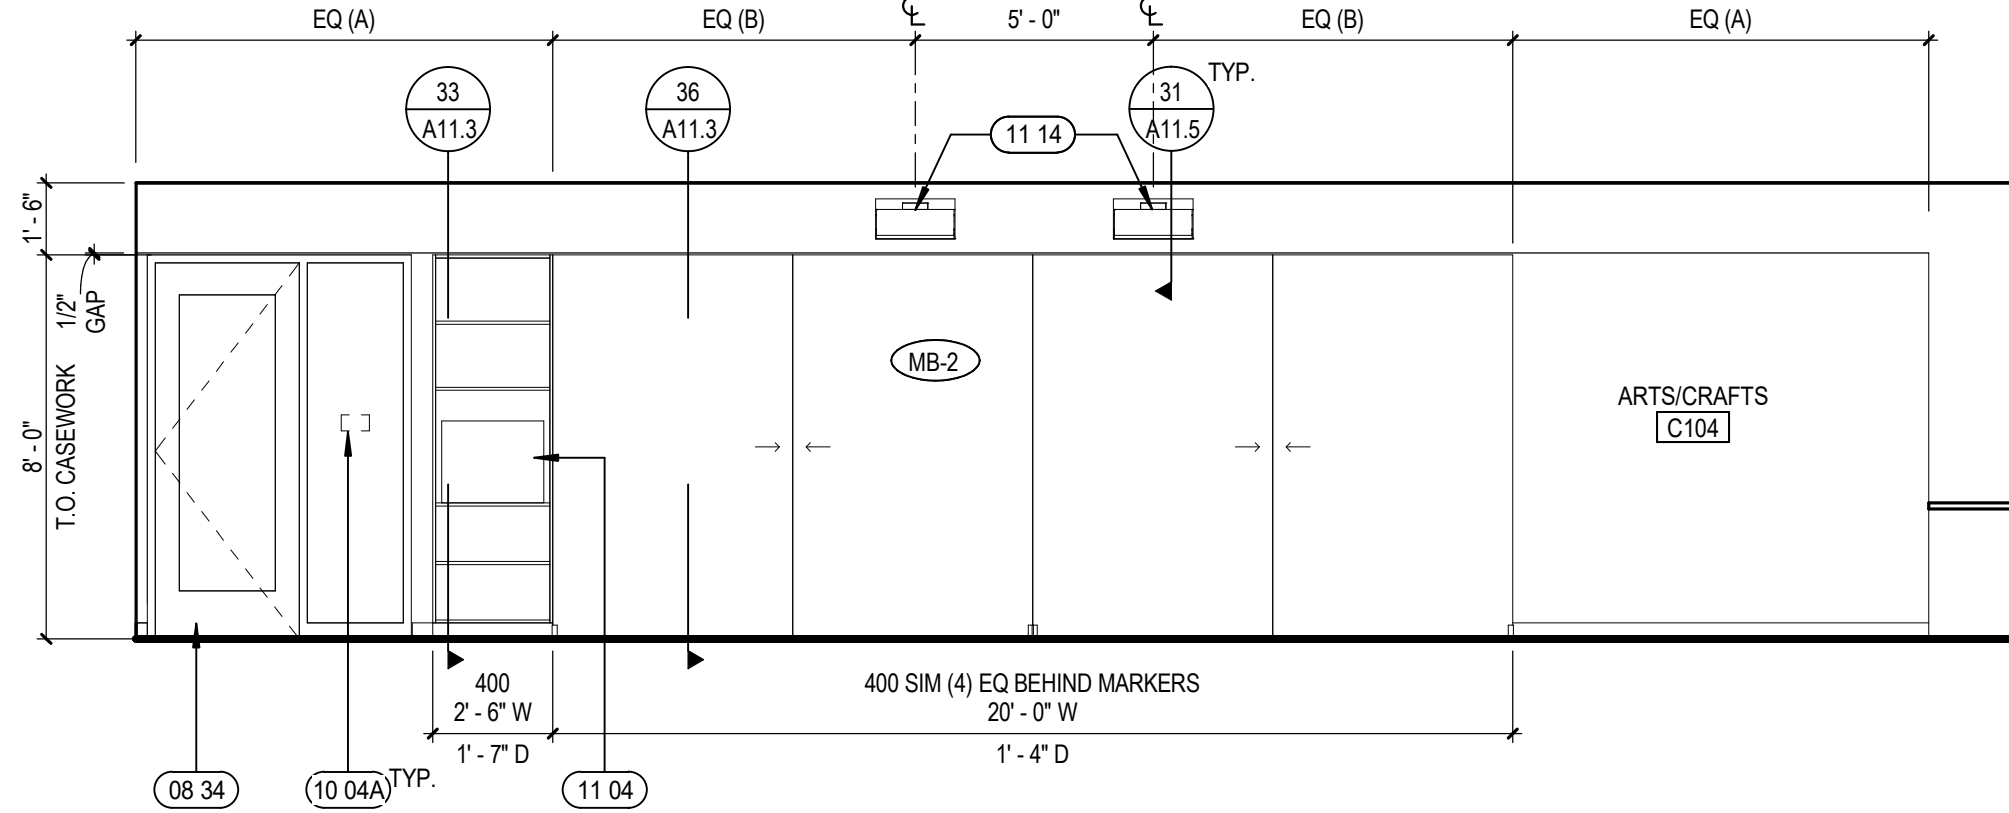 EQ (A)
EQ (B)
℄
5' - 0"
℄
EQ (B)
EQ (A)
33
A11.3
36
A11.3
11 14
31
A11.5
TYP.
1' - 6"
1/2"
GAP
8' - 0"
T.O. CASEWORK
MB-2
ARTS/CRAFTS
C104
400
2' - 6" W
1' - 7" D
400 SIM (4) EQ BEHIND MARKERS
20' - 0" W
1' - 4" D
08 34
10 04A
TYP.
11 04